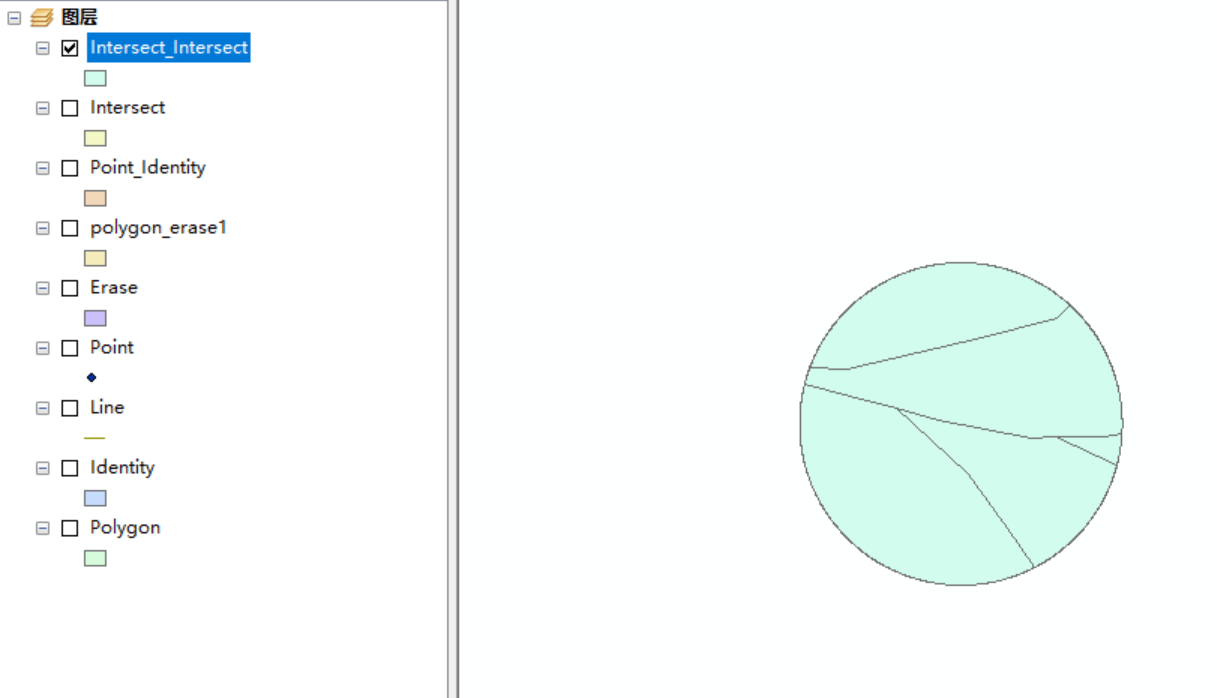 图层
Intersect_Intersect
Intersect
Point_Identity
polygon_erase1
Erase
Point
Line
Identity
Polygon